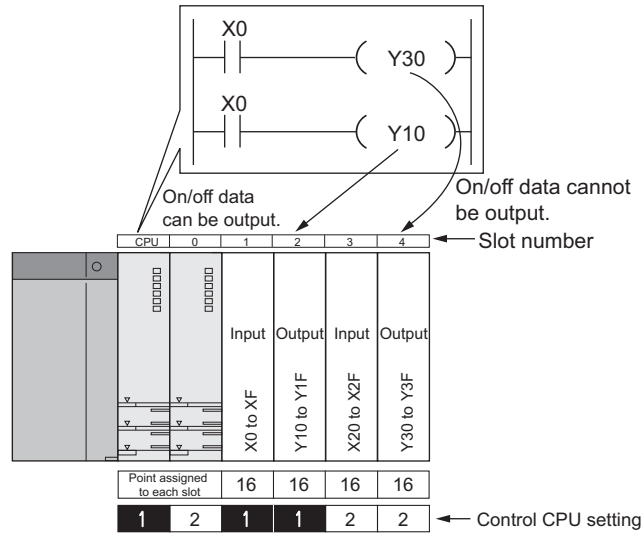 X0
Y30
X0
Y10
On/off data
can be output.
On/off data cannot
be output.
CPU 0 1 2 3 4
Slot number
Input
Output
Input
Output
X0 to XF
Y10 to Y1F
X20 to X2F
Y30 to Y3F
Point assigned
to each slot
16 16 16 16
1 2 1 1 2 2
Control CPU setting